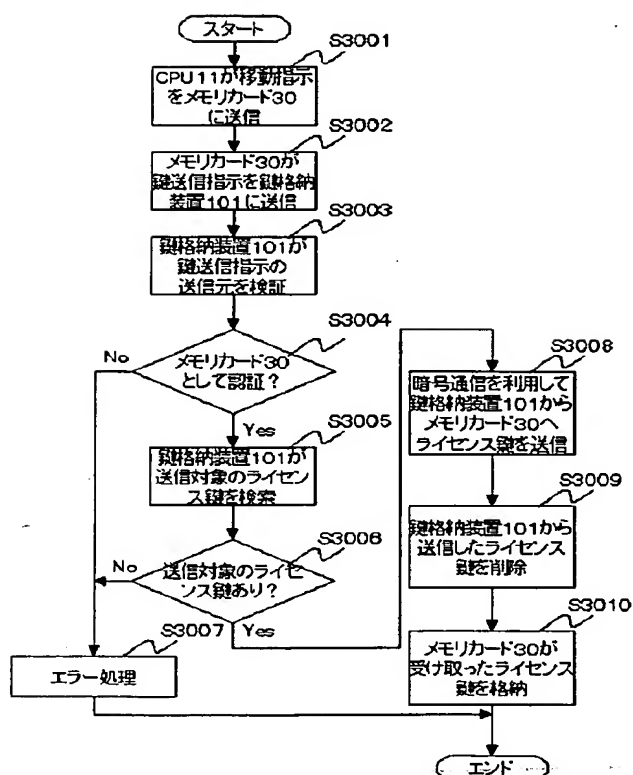 スタート
S3001
CPU11が移動指示
をメモリカード30
に送信
S3002
メモリカード30が
鍵送信指示を鍵格納
装置101に送信
S3003
鍵格納装置101が
鍵送信指示の
送信元を検証
S3004
No
メモリカード30
として認証？
Yes
S3005
鍵格納装置101が
送信対象のライセン
ス鍵を検索
S3006
No
送信対象のライセ
ンス鍵あり？
Yes
S3007
エラー処理
S3008
暗号通信を利用して
鍵格納装置101から
メモリカード30へ
ライセンス鍵を送信
S3009
鍵格納装置101から
送信したライセンス
鍵を削除
S3010
メモリカード30が
受け取ったライセンス
鍵を格納
エンド